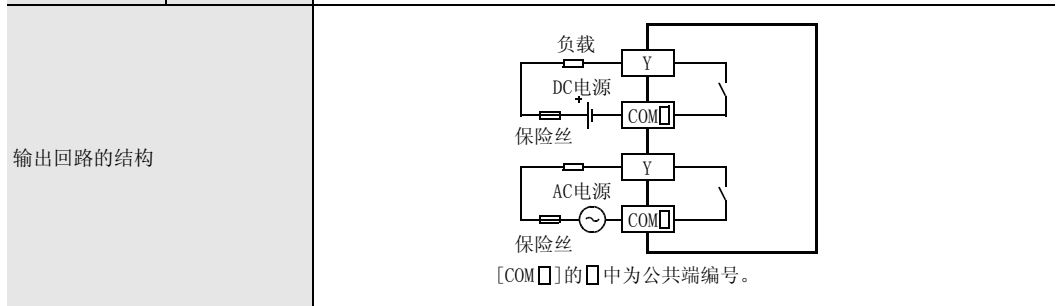 输出回路的结构
负载
Y
DC电源
+
COM□
保险丝
Y
AC电源
COM□
保险丝
[COM□]的□中为公共端编号。